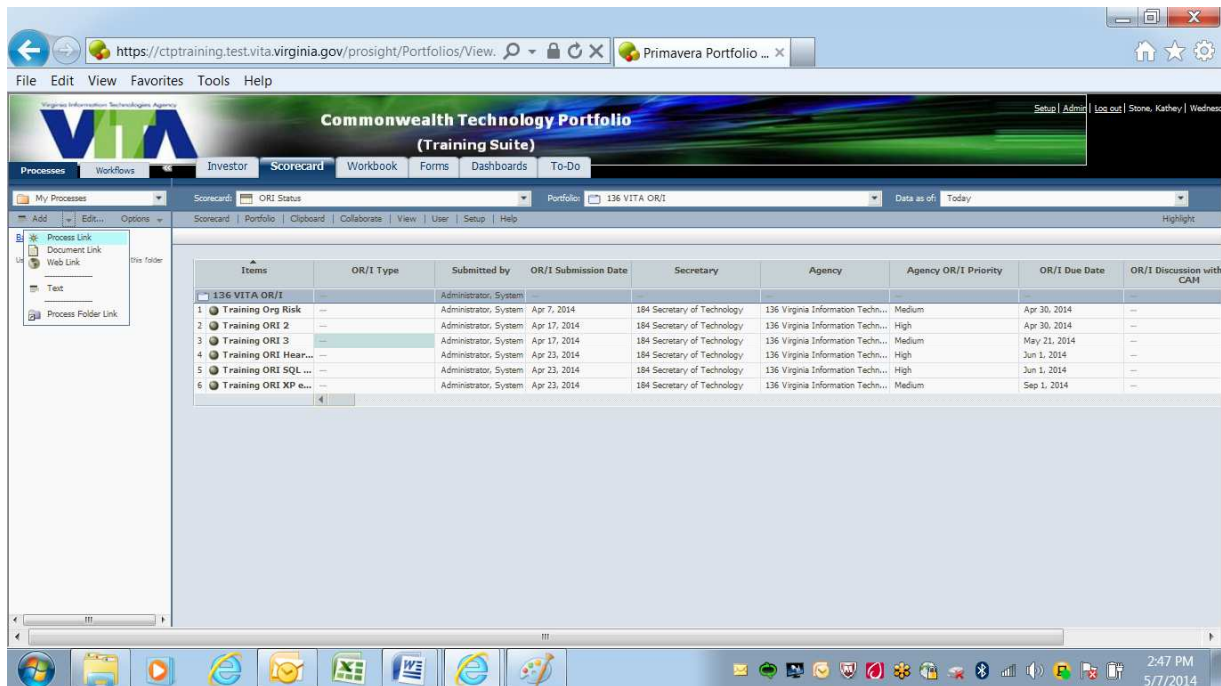 https://ctptraining.test.vita.virginia.gov/prosight/Portfolios/View.
Primavera Portfolio ...
File Edit View Favorites Tools Help
Virginia Information Technologies Agency
VITA
Commonwealth Technology Portfolio
(Training Suite)
Setup | Admin | Log out | Stone, Kathey | Wednes
Processes Workflows
Investor Scorecard Workbook Forms Dashboards To-Do
My Processes
Scorecard: ORI Status Portfolio: 136 VITA OR/I Data as of: Today
Add Edit... Options
Scorecard | Portfolio | Clipboard | Collaborate | View | User | Setup | Help Highlight
Process Link
Document Link
Web Link
this folder
Text
Process Folder Link
Items OR/I Type Submitted by OR/I Submission Date Secretary Agency Agency OR/I Priority OR/I Due Date OR/I Discussion with CAM
136 VITA OR/I -- Administrator, System -- -- -- -- -- --
1 Training Org Risk -- Administrator, System Apr 7, 2014 184 Secretary of Technology 136 Virginia Information Techn... Medium Apr 30, 2014 --
2 Training ORI 2 -- Administrator, System Apr 17, 2014 184 Secretary of Technology 136 Virginia Information Techn... High Apr 30, 2014 --
3 Training ORI 3 -- Administrator, System Apr 17, 2014 184 Secretary of Technology 136 Virginia Information Techn... Medium May 21, 2014 --
4 Training ORI Hear... -- Administrator, System Apr 23, 2014 184 Secretary of Technology 136 Virginia Information Techn... High Jun 1, 2014 --
5 Training ORI SQL ... -- Administrator, System Apr 23, 2014 184 Secretary of Technology 136 Virginia Information Techn... High Jun 1, 2014 --
6 Training ORI XP e... -- Administrator, System Apr 23, 2014 184 Secretary of Technology 136 Virginia Information Techn... Medium Sep 1, 2014 --
2:47 PM
5/7/2014